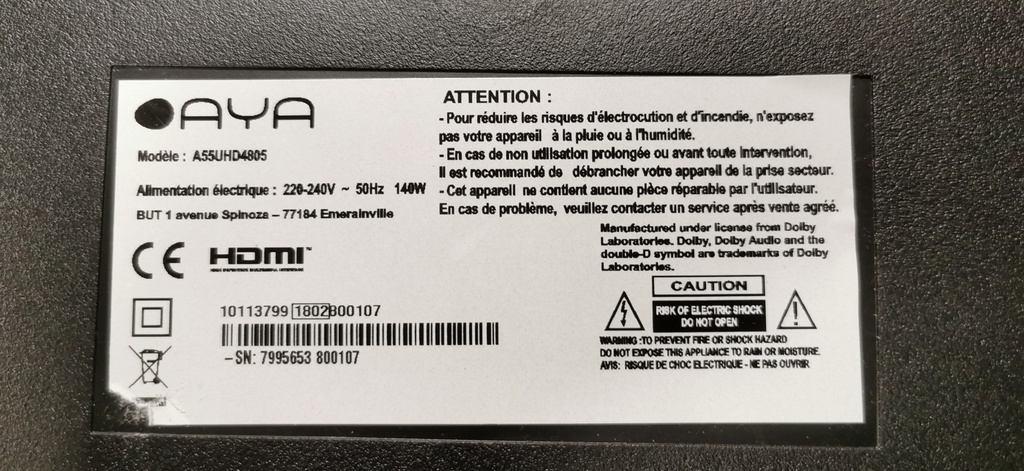 AYA
Modèle : A55UHD4805
Alimentation électrique : 220-240V ~ 50Hz 140W
BUT 1 avenue Spinoza – 77184 Emerainville
CE HDMI™
HIGH DEFINITION MULTIMEDIA INTERFACE
10113799 1802800107
-SN: 7995653 800107
ATTENTION :
- Pour réduire les risques d'électrocution et d'incendie, n'exposez
pas votre appareil à la pluie ou à l'humidité.
- En cas de non utilisation prolongée ou avant toute intervention,
Il est recommandé de débrancher votre appareil de la prise secteur.
- Cet appareil ne contient aucune pièce réparable par l'utilisateur.
En cas de problème, veuillez contacter un service après vente agréé.
Manufactured under license from Dolby
Laboratories. Dolby, Dolby Audio and the
double-D symbol are trademarks of Dolby
Laboratories.
CAUTION
RISK OF ELECTRIC SHOCK
DO NOT OPEN
WARNING :TO PREVENT FIRE OR SHOCK HAZARD
DO NOT EXPOSE THIS APPLIANCE TO RAIN OR MOISTURE.
AVIS: RISQUE DE CHOC ELECTRIQUE - NE PAS OUVRIR